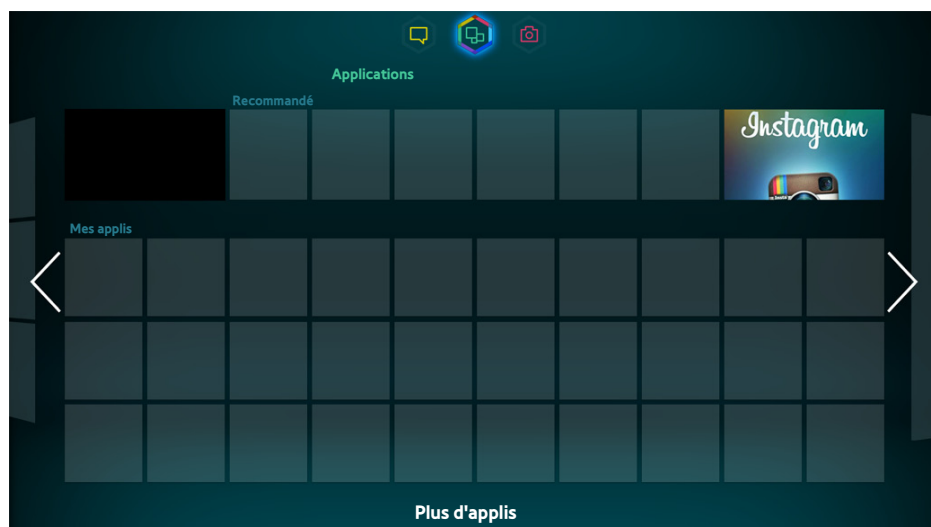 Applications
Recommandé
Instagram
Mes applis
Plus d'applis